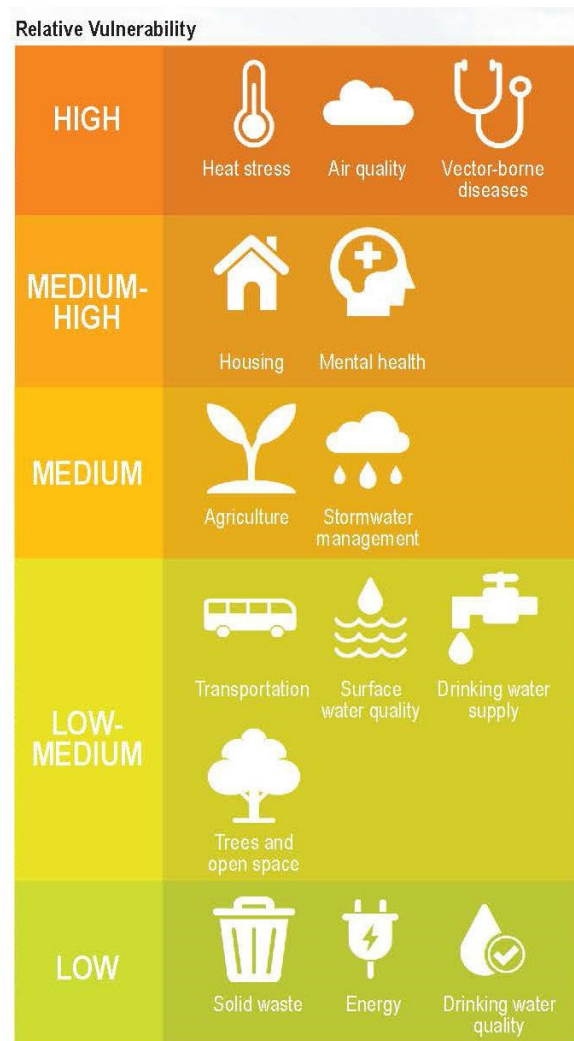 Relative Vulnerability
HIGH
Heat stress
Air quality
Vector-borne
diseases
MEDIUM-
HIGH
Housing
Mental health
MEDIUM
Agriculture
Stormwater
management
LOW-
MEDIUM
Transportation
Surface
water quality
Drinking water
supply
Trees and
open space
LOW
Solid waste
Energy
Drinking water
quality